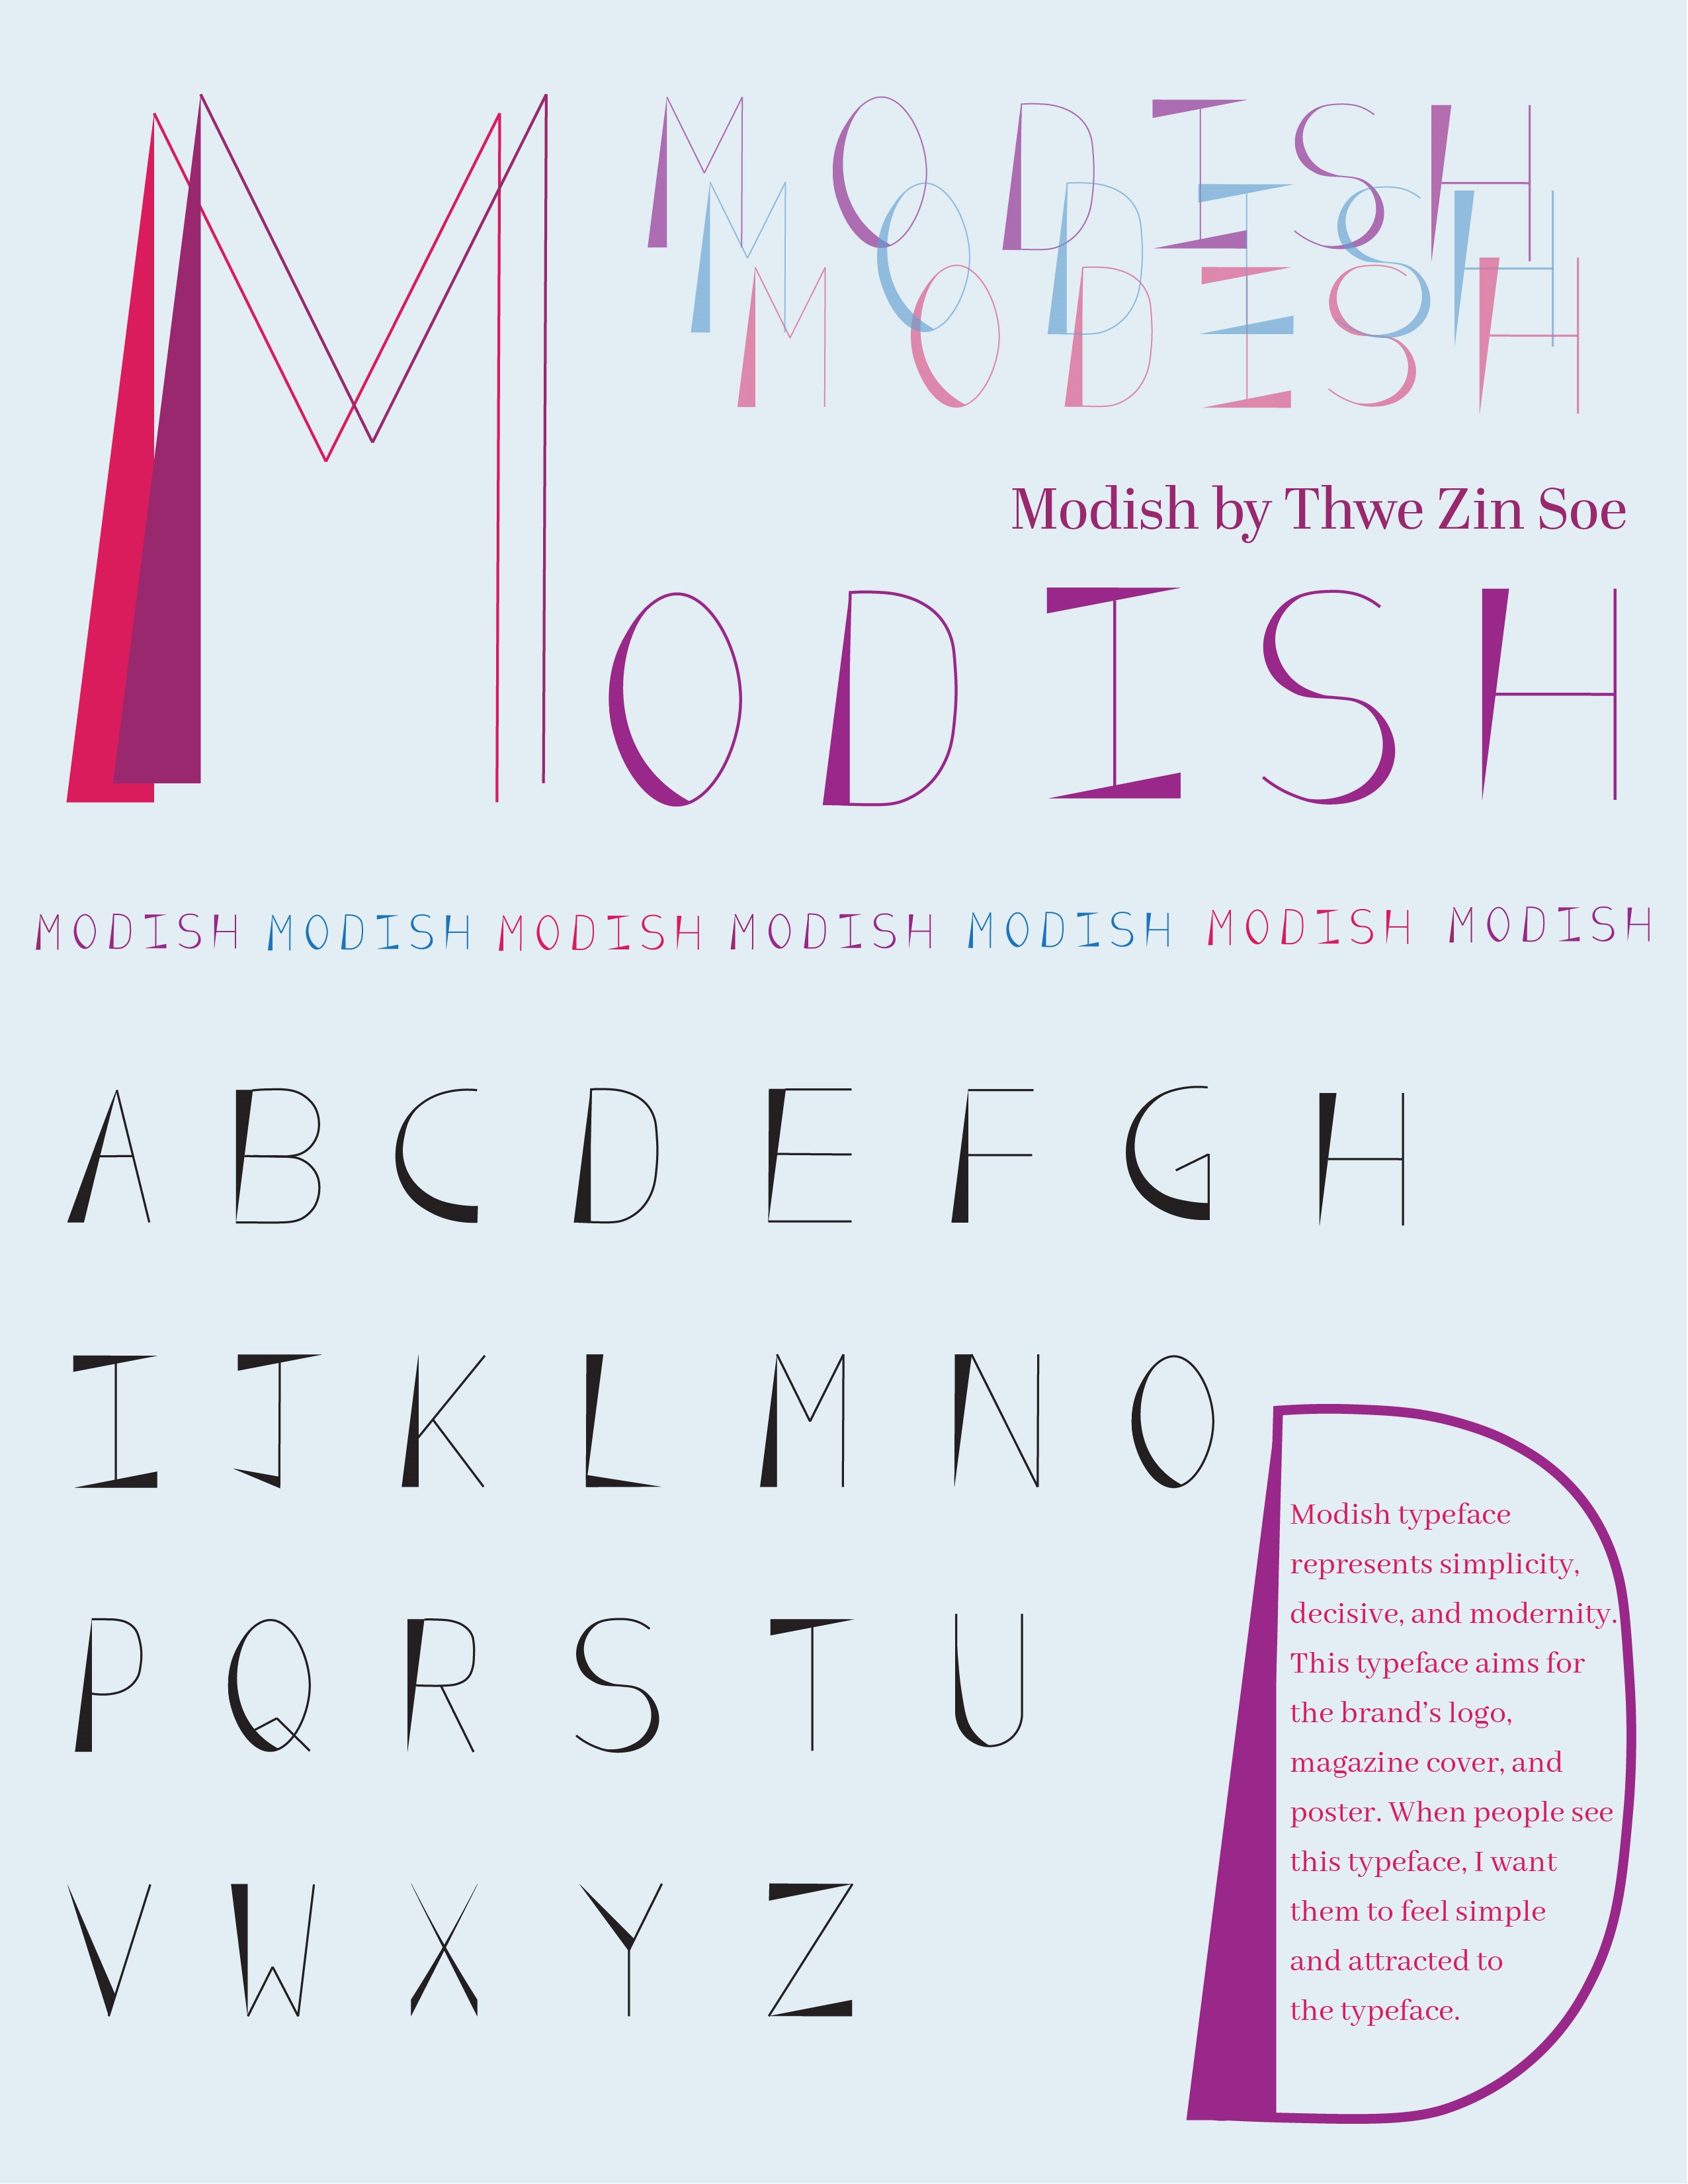 MODISH
MODISH
MODISH
Modish by Thwe Zin Soe
MODISH
MODISH MODISH MODISH MODISH MODISH MODISH MODISH
A B C D E F G H
I J K L M N O
P Q R S T U
V W X Y Z
D
Modish typeface
represents simplicity,
decisive, and modernity.
This typeface aims for
the brand's logo,
magazine cover, and
poster. When people see
this typeface, I want
them to feel simple
and attracted to
the typeface.